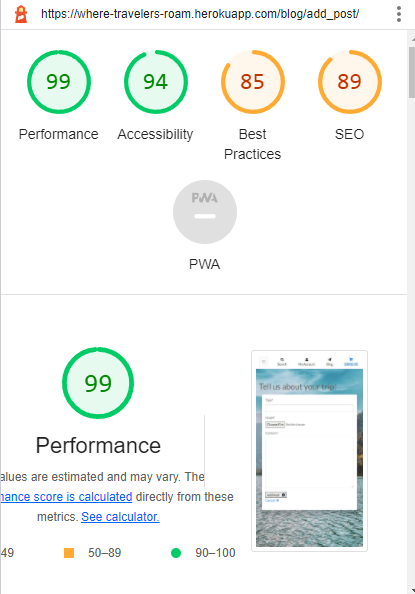 https://where-travelers-roam.herokuapp.com/blog/add_post/
99
94
85
89
Performance
Accessibility
Best
Practices
SEO
PWA
PWA
99
Performance
alues are estimated and may vary. The
nance score is calculated directly from these
metrics. See calculator.
49
50–89
90–100
Tell us about your trip: